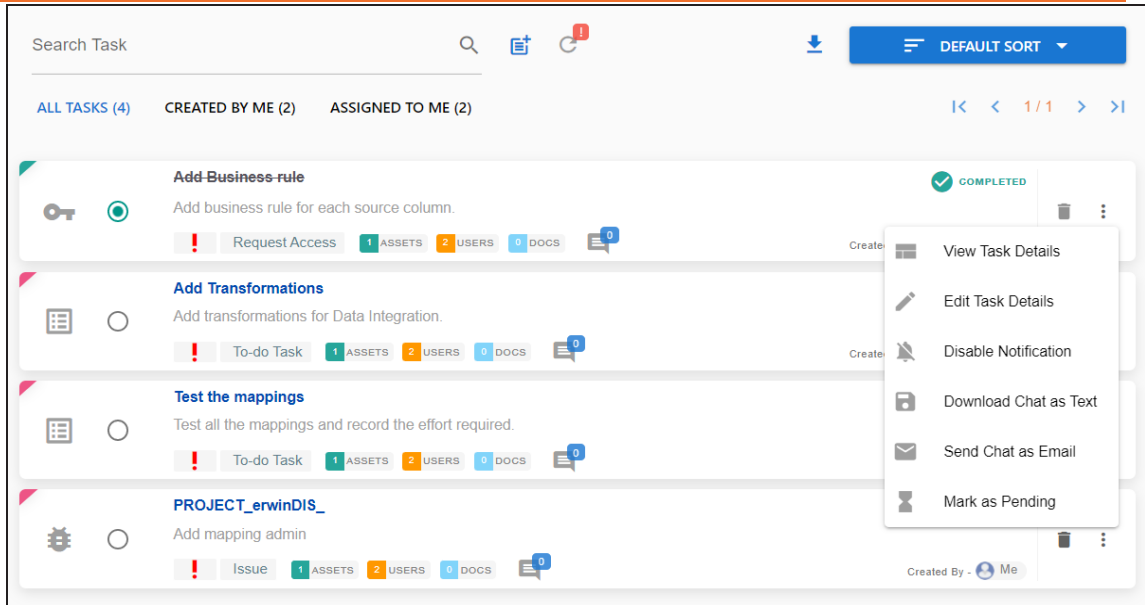 Search Task
!
DEFAULT SORT
ALL TASKS (4) CREATED BY ME (2) ASSIGNED TO ME (2)
1 / 1
Add Business rule
COMPLETED
Add business rule for each source column.
! Request Access 1 ASSETS 2 USERS 0 DOCS 0
Create
View Task Details
Edit Task Details
Disable Notification
Download Chat as Text
Send Chat as Email
Mark as Pending
Add Transformations
Add transformations for Data Integration.
! To-do Task 1 ASSETS 2 USERS 0 DOCS 0
Create
Test the mappings
Test all the mappings and record the effort required.
! To-do Task 1 ASSETS 2 USERS 0 DOCS 0
PROJECT_erwinDIS_
Add mapping admin
! Issue 1 ASSETS 2 USERS 0 DOCS 0
Created By - Me